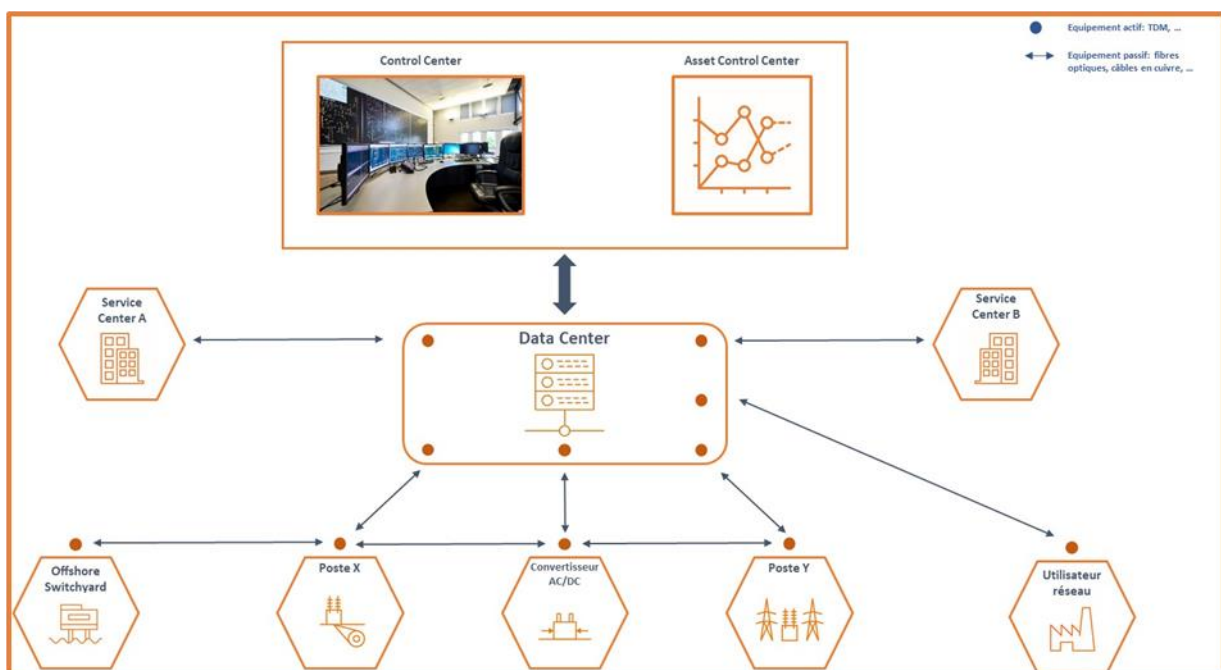 Equipement actif: TDM, ...
Equipement passif: fibres
optiques, câbles en cuivre, ...
Control Center
Asset Control Center
Service
Center A
Data Center
Service
Center B
Offshore
Switchyard
Poste X
Convertisseur
AC/DC
Poste Y
Utilisateur
réseau